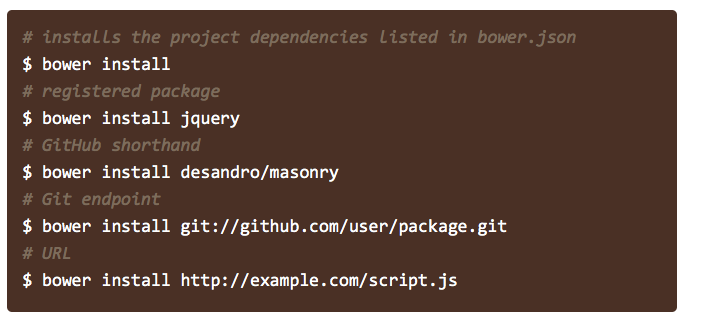 # installs the project dependencies listed in bower.json
$ bower install
# registered package
$ bower install jquery
# GitHub shorthand
$ bower install desandro/masonry
# Git endpoint
$ bower install git://github.com/user/package.git
# URL
$ bower install http://example.com/script.js